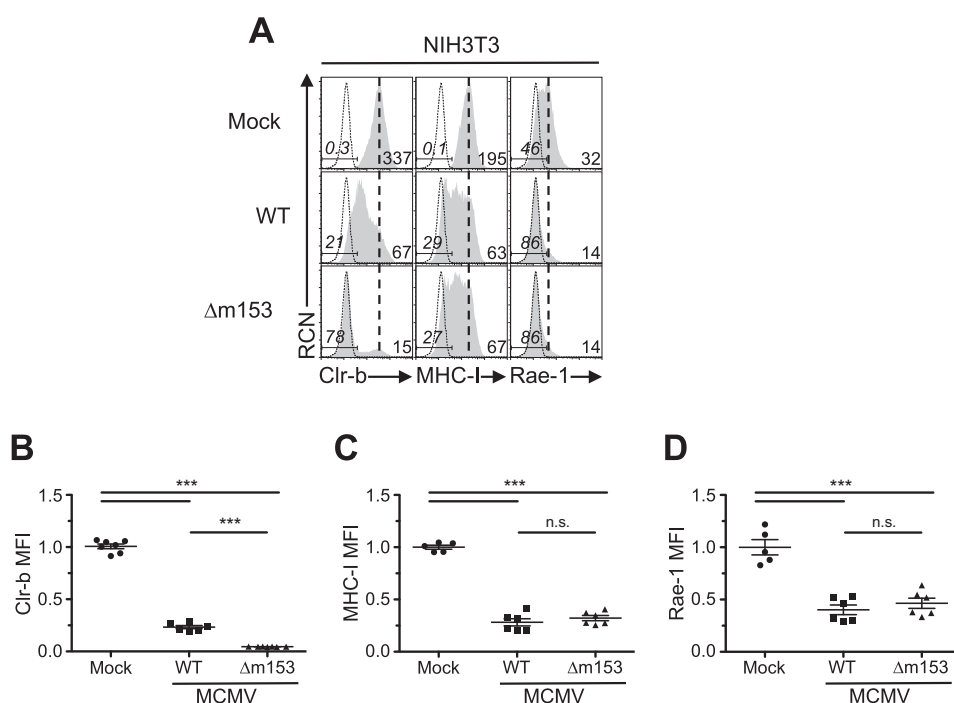 A
NIH3T3
Mock
0.3 337
0.1 195
46 32
WT
21 67
29 63
86 14
Δm153
78 15
27 67
86 14
RCN
Clr-b MHC-I Rae-1
B
***
***
Clr-b MFI
1.5
1.0
0.5
0.0
Mock WT Δm153
MCMV
C
***
n.s.
MHC-I MFI
1.5
1.0
0.5
0.0
Mock WT Δm153
MCMV
D
***
n.s.
Rae-1 MFI
1.5
1.0
0.5
0.0
Mock WT Δm153
MCMV